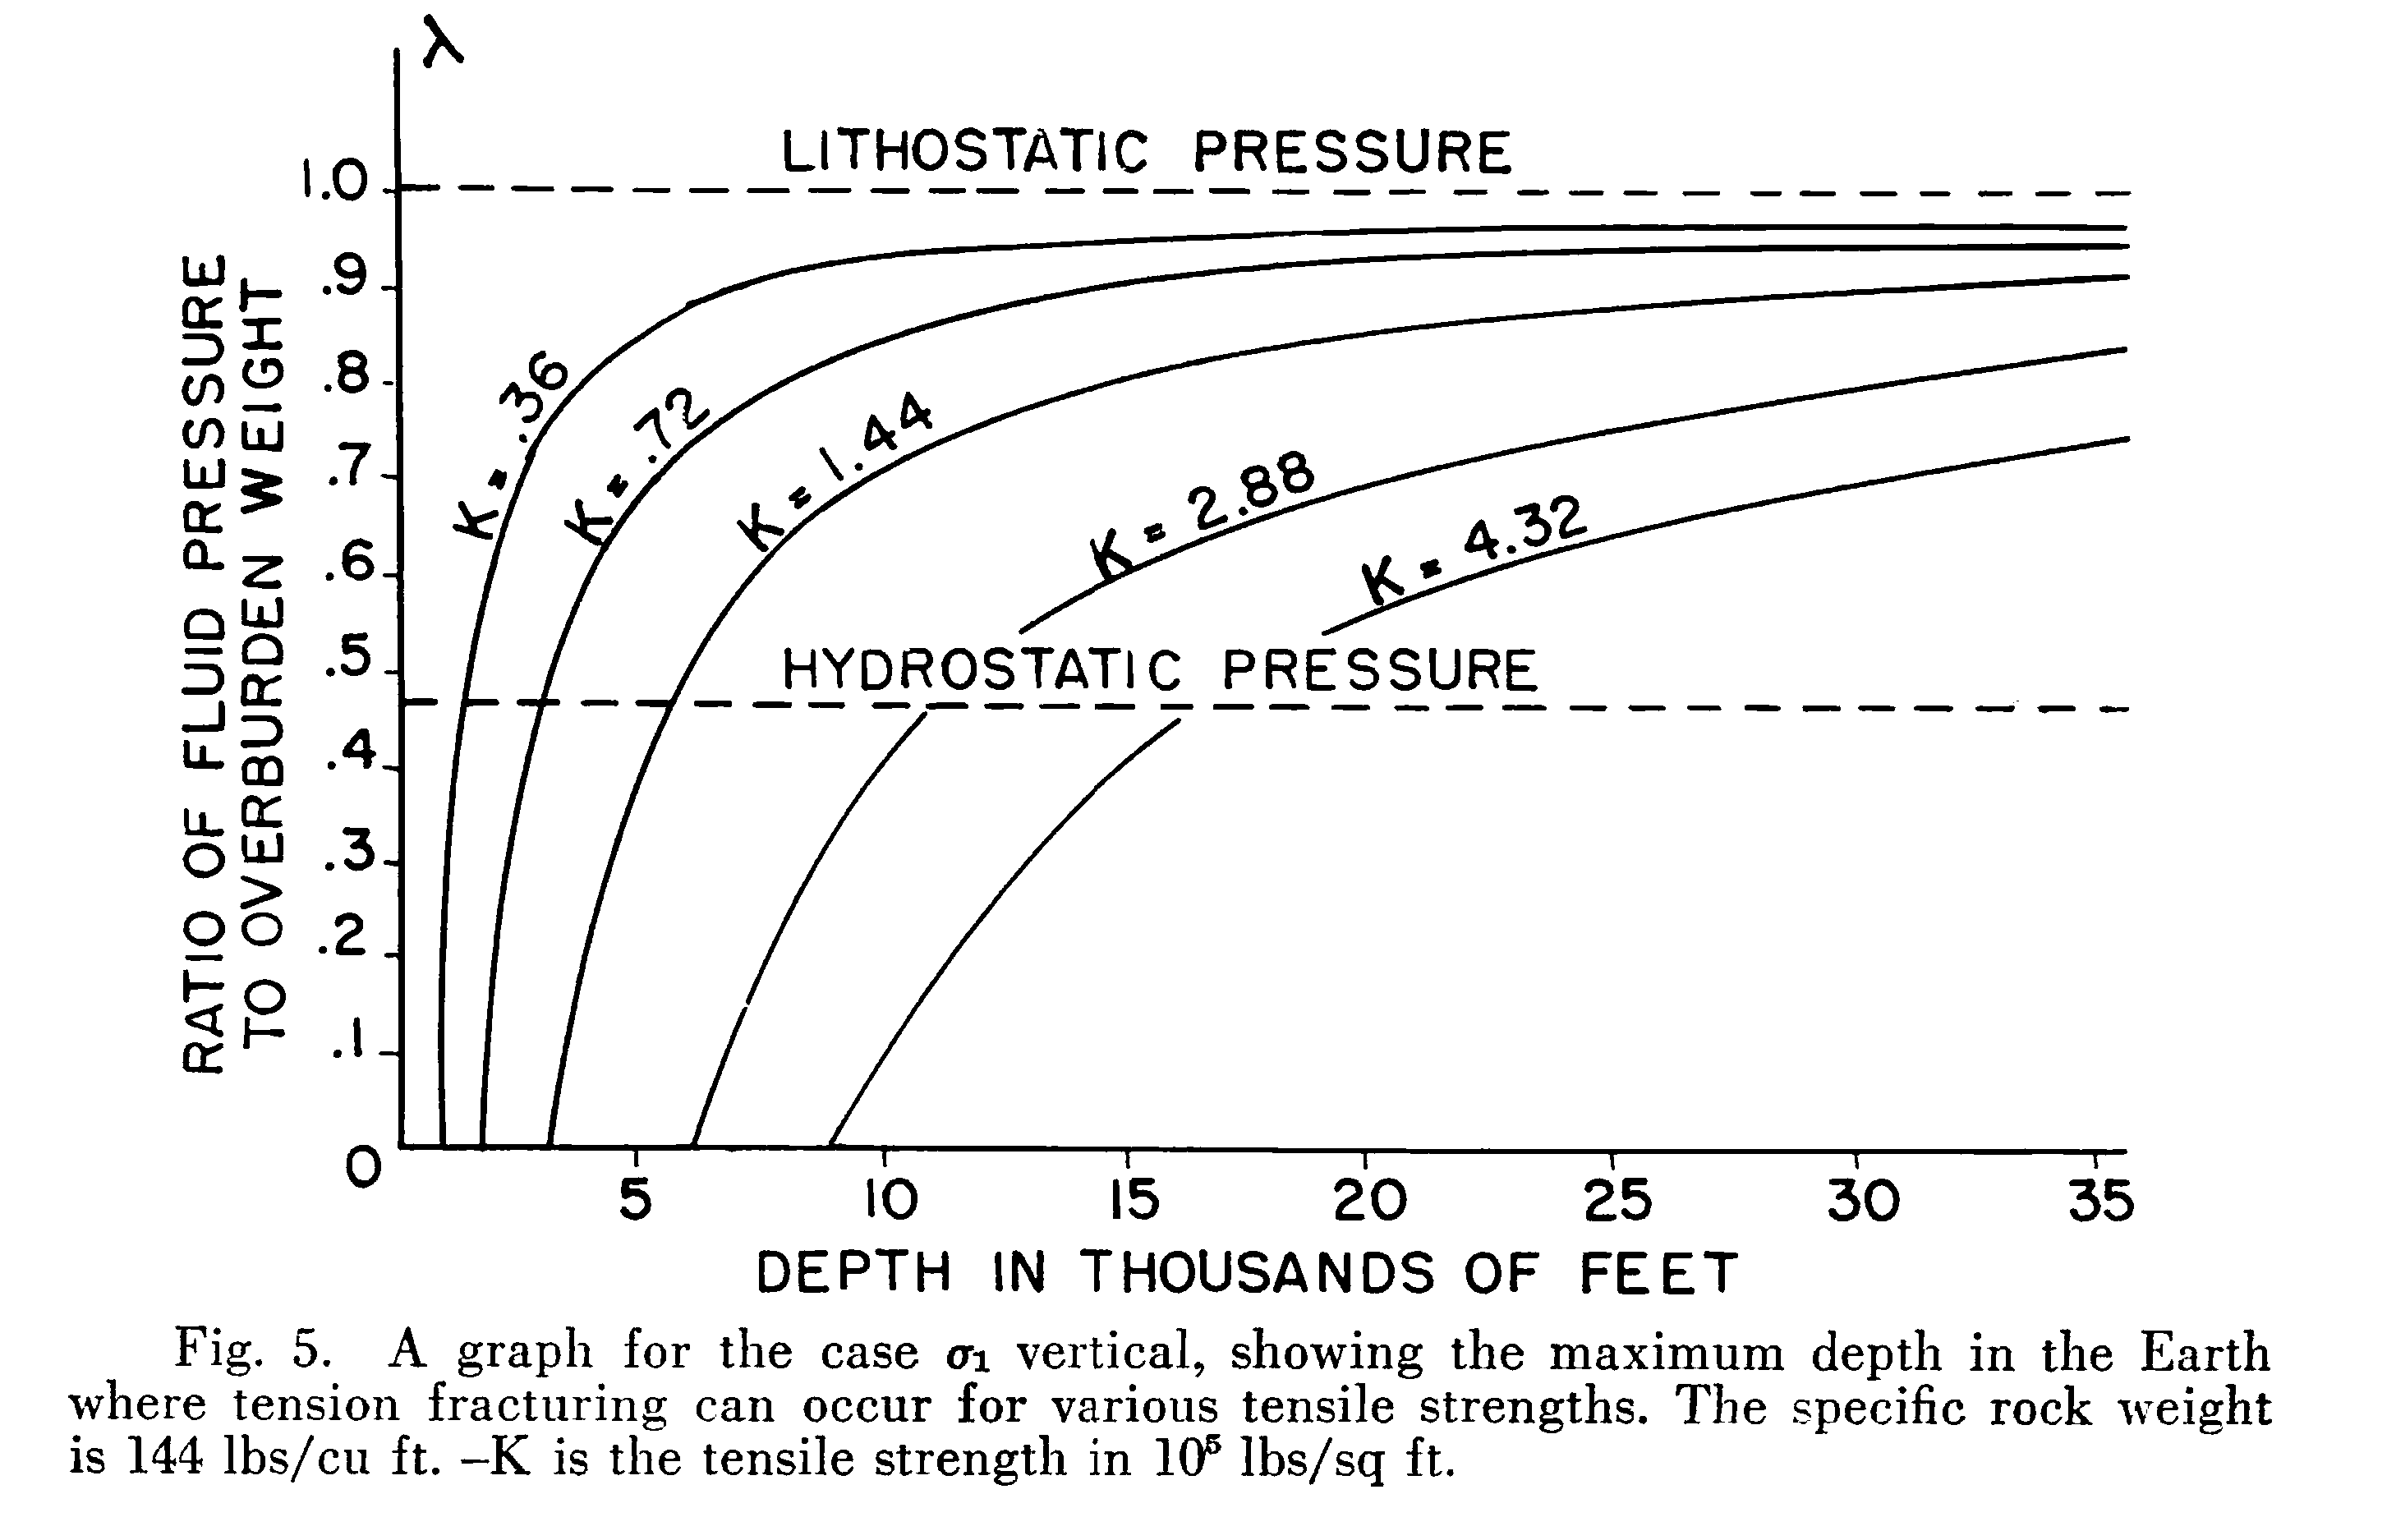 λ
LITHOSTATIC PRESSURE
1.0
.9
.8
.7
.6
.5
.4
.3
.2
.1
0
RATIO OF FLUID PRESSURE
TO OVERBURDEN WEIGHT
K = .36
K = .72
K = 1.44
K = 2.88
K = 4.32
HYDROSTATIC PRESSURE
5 10 15 20 25 30 35
DEPTH IN THOUSANDS OF FEET
Fig. 5. A graph for the case σ1 vertical, showing the maximum depth in the Earth
where tension fracturing can occur for various tensile strengths. The specific rock weight
is 144 lbs/cu ft. –K is the tensile strength in 10⁵ lbs/sq ft.